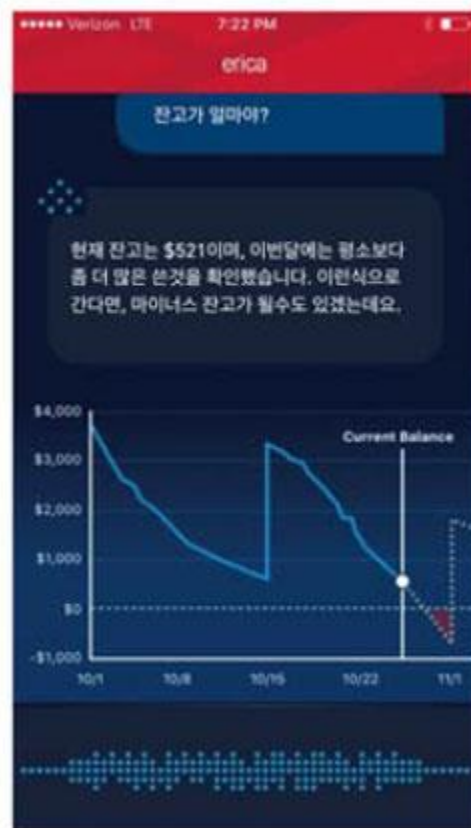 Verizon LTE 7:22 PM
erica
잔고가 얼마야?
현재 잔고는 $521이며, 이번달에는 평소보다
좀 더 많은 쓴것을 확인했습니다. 이런식으로
간다면, 마이너스 잔고가 될수도 있겠는데요.
$4,000
Current Balance
$3,000
$2,000
$1,000
$0
-$1,000
10/1 10/8 10/15 10/22 11/1